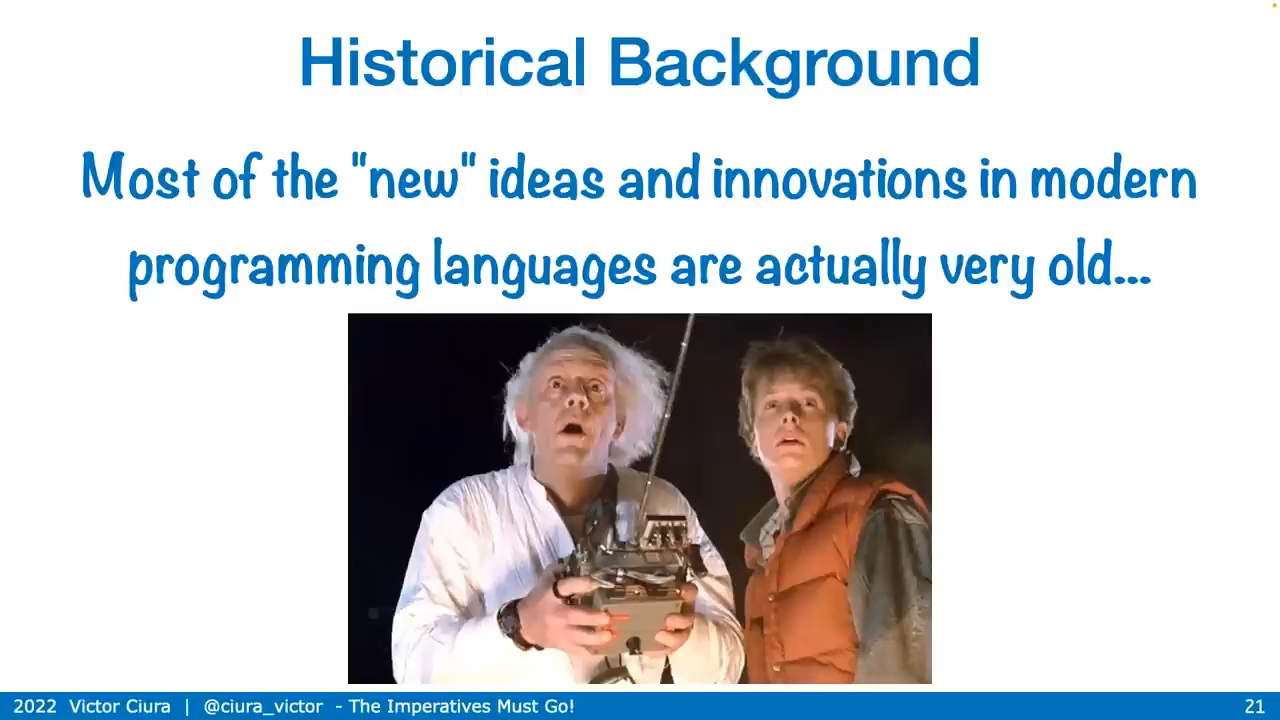 Historical Background
Most of the "new" ideas and innovations in modern
programming languages are actually very old...
2022 Victor Ciura | @ciura_victor - The Imperatives Must Go!
21